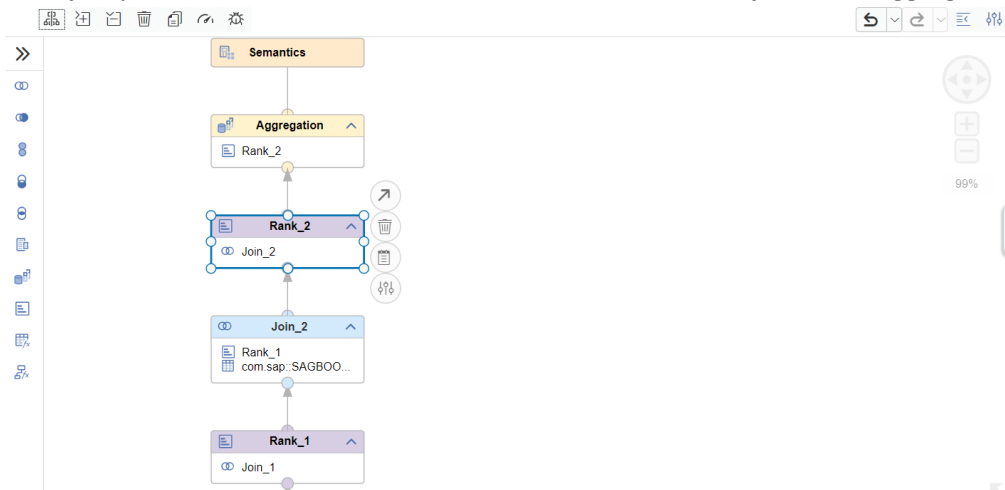 Semantics
Aggregation
Rank_2
Rank_2
Join_2
Join_2
Rank_1
com.sap::SAGBOO...
Rank_1
Join_1
99%